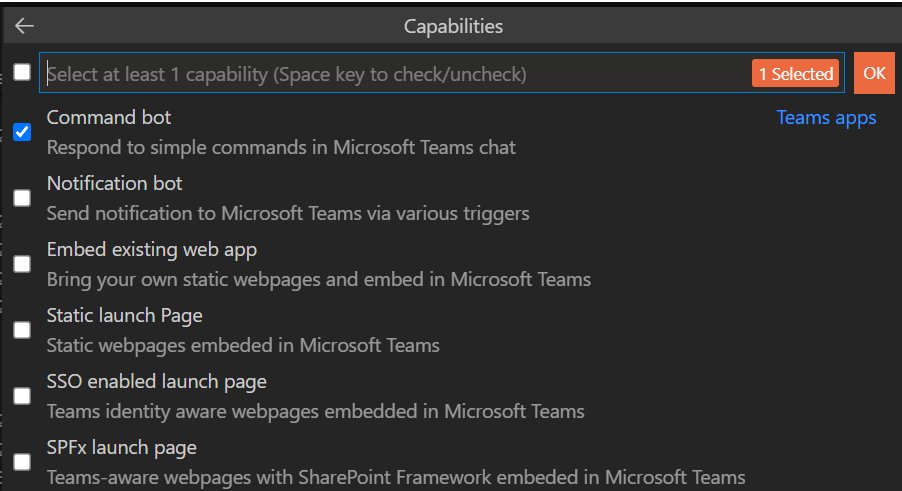 Capabilities
Select at least 1 capability (Space key to check/uncheck) 1 Selected OK
Command bot Teams apps
Respond to simple commands in Microsoft Teams chat
Notification bot
Send notification to Microsoft Teams via various triggers
Embed existing web app
Bring your own static webpages and embed in Microsoft Teams
Static launch Page
Static webpages embeded in Microsoft Teams
SSO enabled launch page
Teams identity aware webpages embedded in Microsoft Teams
SPFx launch page
Teams-aware webpages with SharePoint Framework embeded in Microsoft Teams